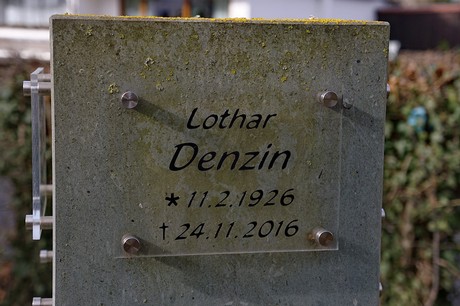 Lothar
Denzin
* 11.2.1926
† 24.11.2016